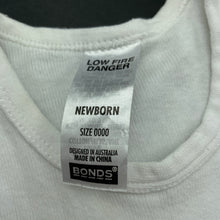 LOW FIRE
DANGER
NEWBORN
SIZE 0000
DESIGNED IN AUSTRALIA
MADE IN CHINA
BONDS